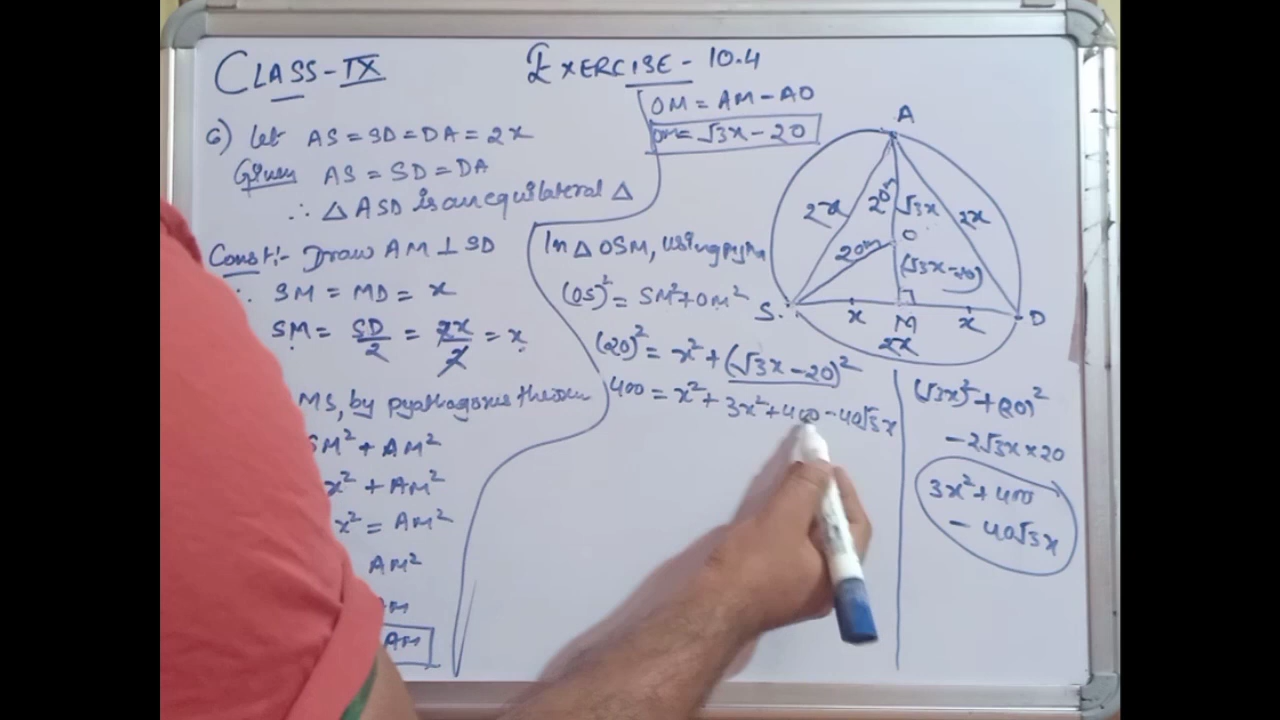 CLASS-IX
EXERCISE - 10.4
6) Let AS = SD = DA = 2x
Given AS = SD = DA
∴ △ ASD is an equilateral △
Const:- Draw AM ⊥ SD
∴ SM = MD = x
SM = SD/2 = 2x/2 = x
MS, by pythagoras theorem
SM² + AM²
x² + AM²
x² = AM²
AM²
AM
AM
OM = AM - AO
OM = √3x - 20
In △ OSM, using
(OS)² = SM² + OM²
(20)² = x² + (√3x - 20)²
400 = x² + 3x² + 400 - 40√3x
A
2x
20m
√3x
2x
20m
O
(√3x - 20)
S
x
M
x
D
2x
(√3x)² + (20)²
- 2√3x × 20
3x² + 400
- 40√3x